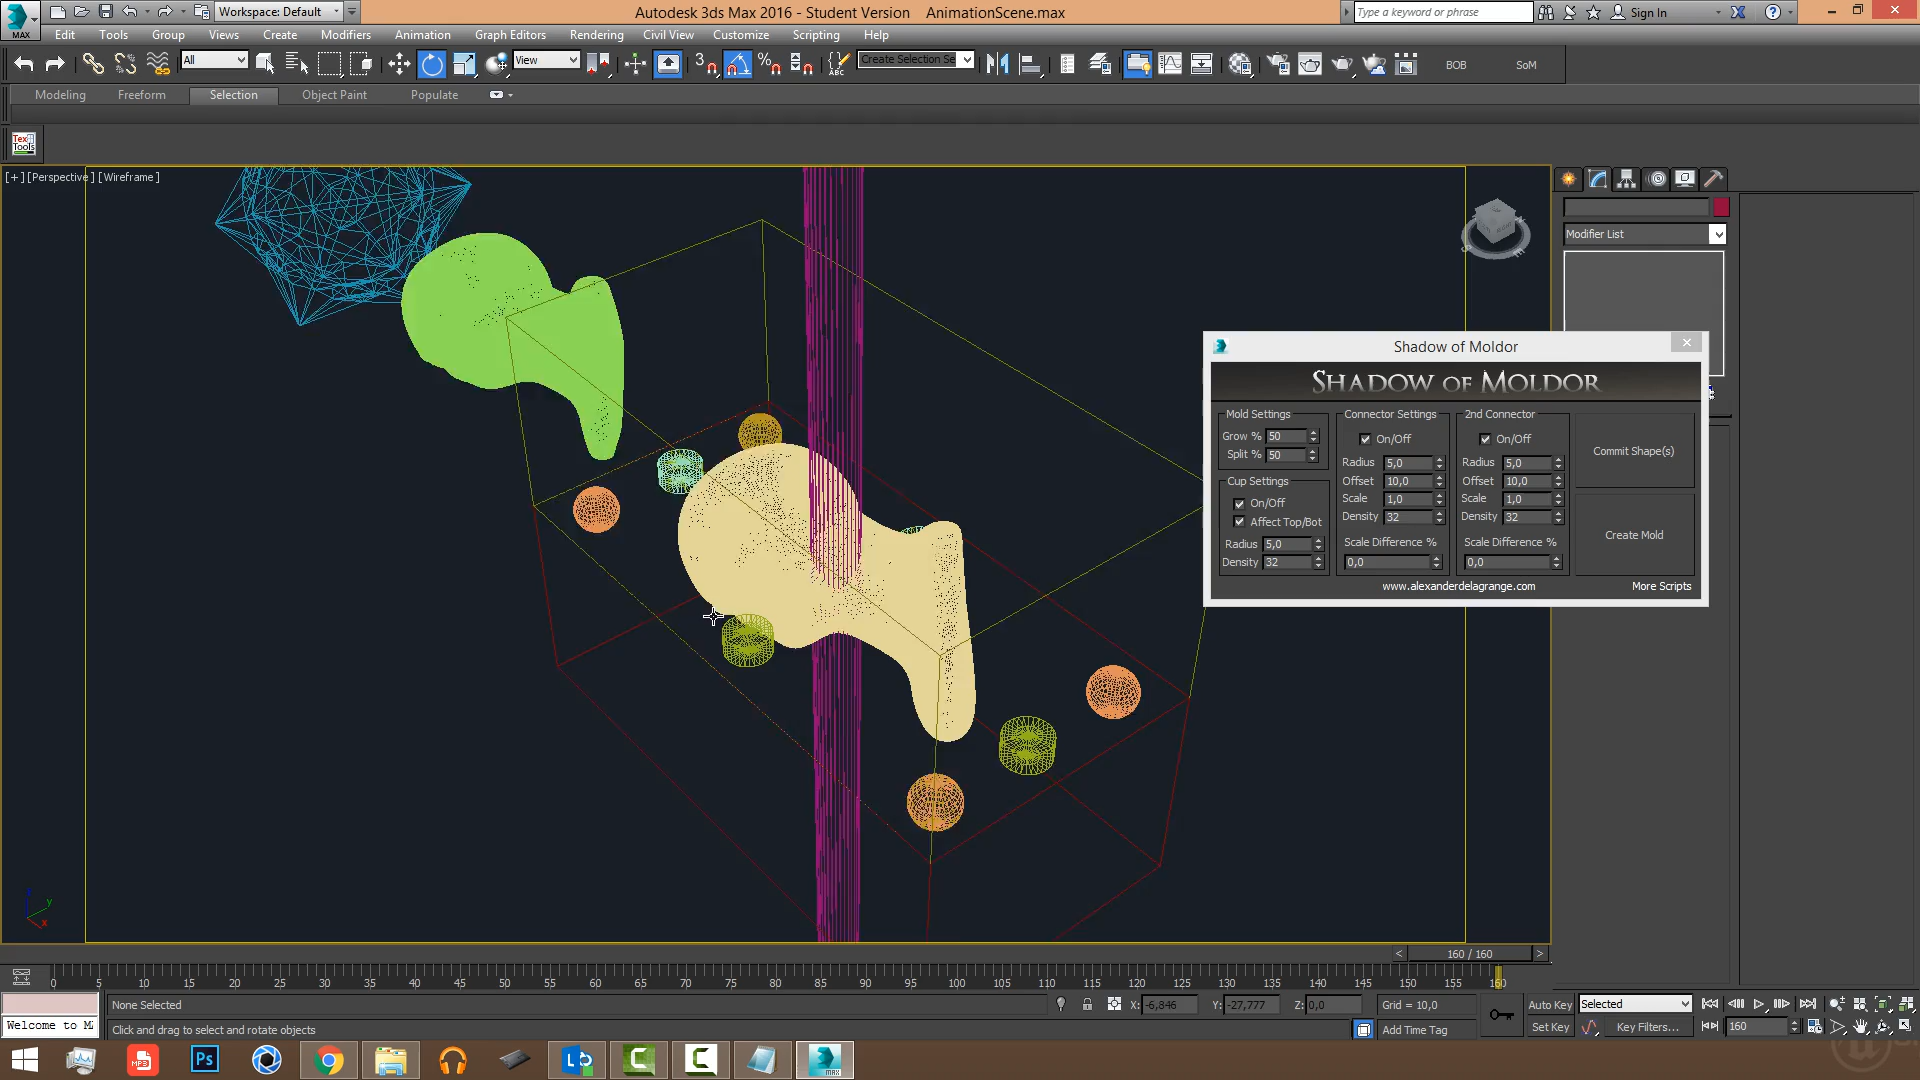 MAX
Workspace: Default
Autodesk 3ds Max 2016 - Student Version    AnimationScene.max
Type a keyword or phrase
Sign In
Edit Tools Group Views Create Modifiers Animation Graph Editors Rendering Civil View Customize Scripting Help
All
View
3
%
ABC
Create Selection Se
BOB
SoM
Modeling Freeform Selection Object Paint Populate
Tex
Tools
[+] [Perspective] [Wireframe]
Modifier List
Shadow of Moldor
SHADOW OF MOLDOR
Mold Settings
Grow % 50
Split % 50
Cup Settings
On/Off
Affect Top/Bot
Radius 5,0
Density 32
Connector Settings
On/Off
Radius 5,0
Offset 10,0
Scale 1,0
Density 32
Scale Difference %
0,0
2nd Connector
On/Off
Radius 5,0
Offset 10,0
Scale 1,0
Density 32
Scale Difference %
0,0
Commit Shape(s)
Create Mold
www.alexanderdelagrange.com
More Scripts
y
x
< 160 / 160 >
0 5 10 15 20 25 30 35 40 45 50 55 60 65 70 75 80 85 90 95 100 105 110 115 120 125 130 135 140 145 150 155 160
None Selected
X: -6,846 Y: -27,777 Z: 0,0
Grid = 10,0
Auto Key
Selected
Welcome to M
Click and drag to select and rotate objects
Add Time Tag
Set Key
Key Filters...
160
MP3
Ps
MAX